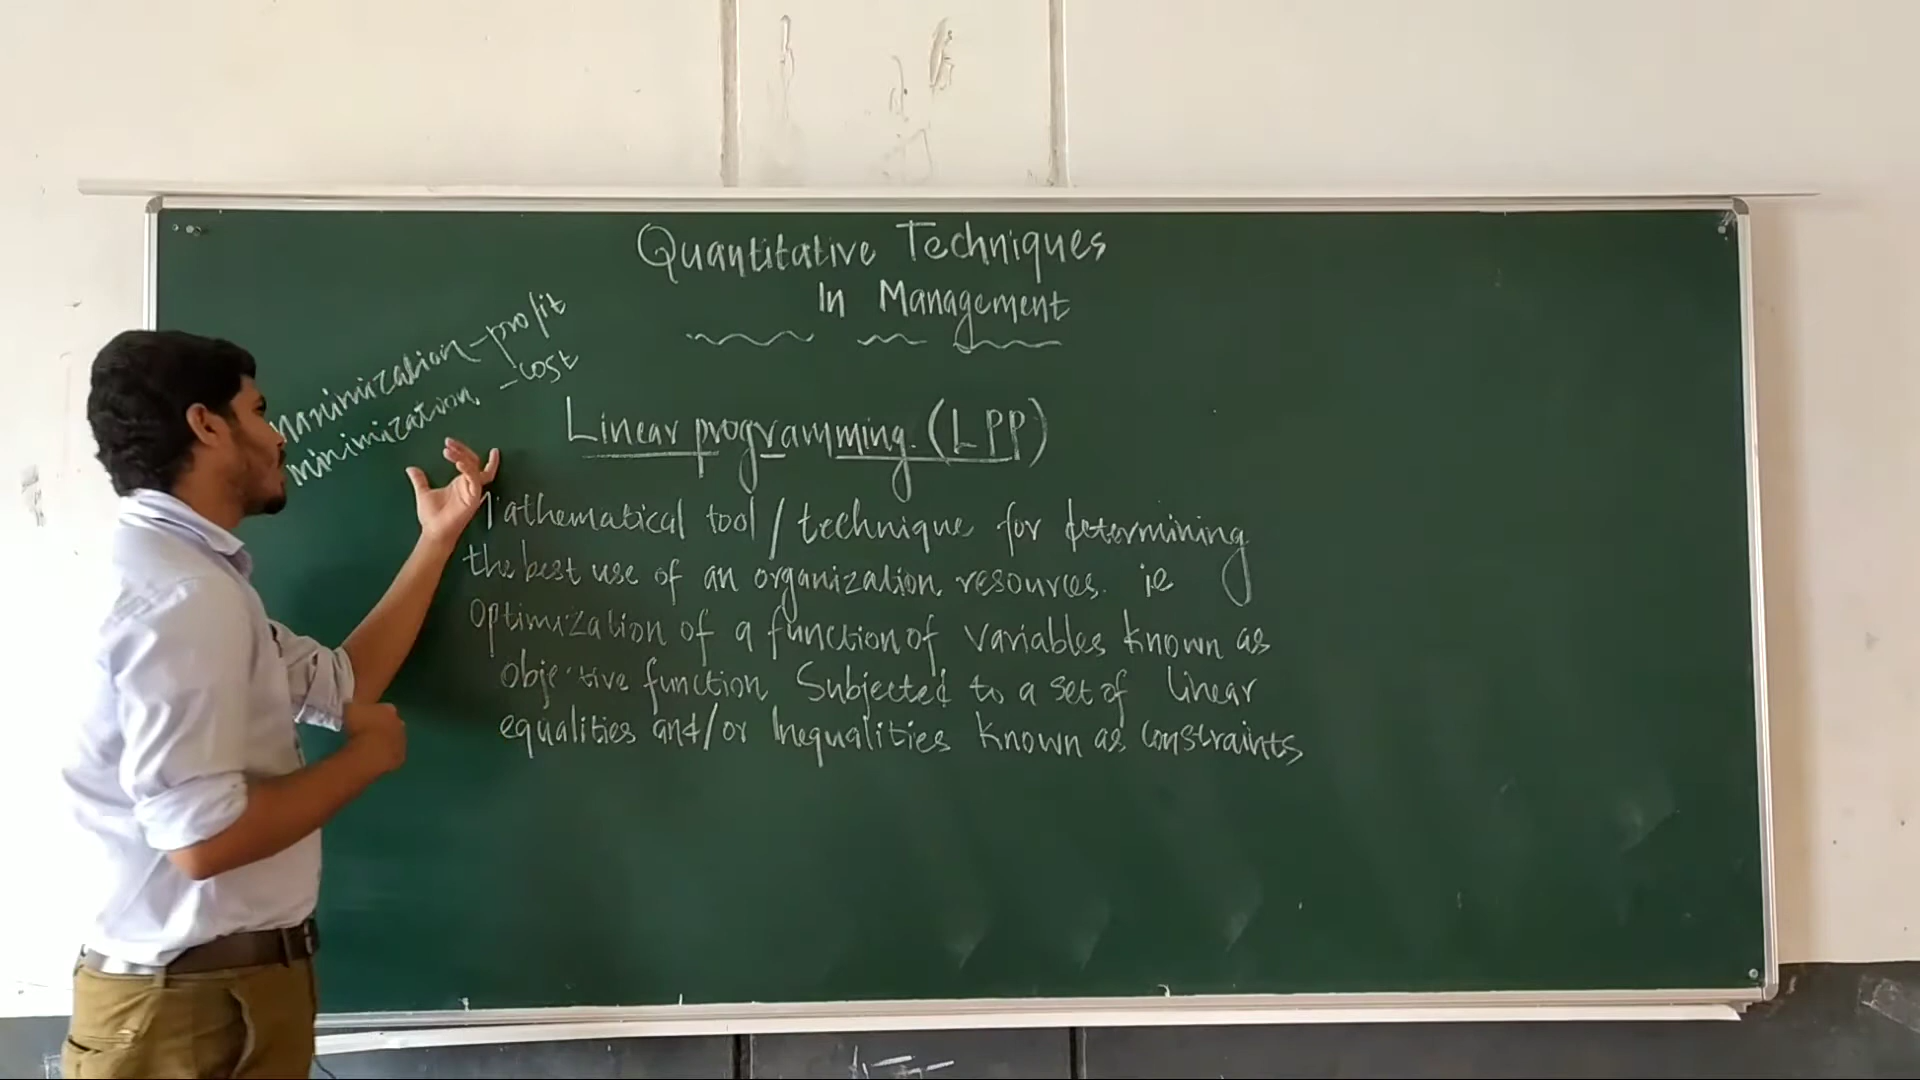 Quantitative Techniques
In Management
Maximization - profit
Minimization - cost
Linear programming. (LPP)
Mathematical tool / technique for determining
the best use of an organization resources. ie
Optimization of a function of variables known as
objective function, Subjected to a set of linear
equalities and/or Inequalities known as constraints